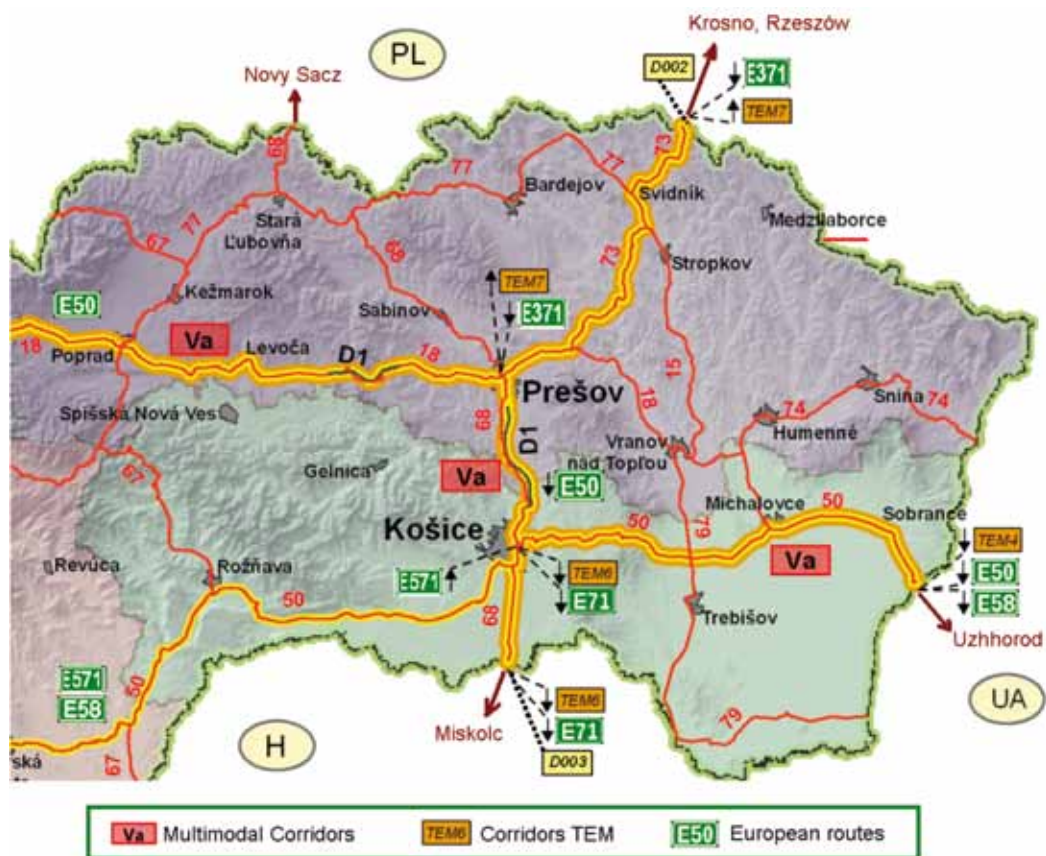 Krosno, Rzeszów
PL
D002
E371
Novy Sacz
TEM7
68
73
77
77
Bardejov
Svidník
Stará
Ľubovňa
77
67
Medzilaborce
68
73
Stropkov
TEM7
Kežmarok
E50
Sabinov
E371
Va
18
Poprad
Levoča
D1
18
15
Prešov
18
Snina
74
74
Spišská Nová Ves
68
D1
Humenné
Vranov
nad Topľou
67
Gelnica
Va
E50
Michalovce
50
Košice
50
79
Sobrance
Va
TEM4
Revúca
Rožňava
E571
TEM6
E50
50
E71
E58
68
Trebišov
Uzhhorod
E571
50
E58
TEM6
UA
Miskolc
E71
79
H
D003
ská
67
Va Multimodal Corridors TEM6 Corridors TEM E50 European routes